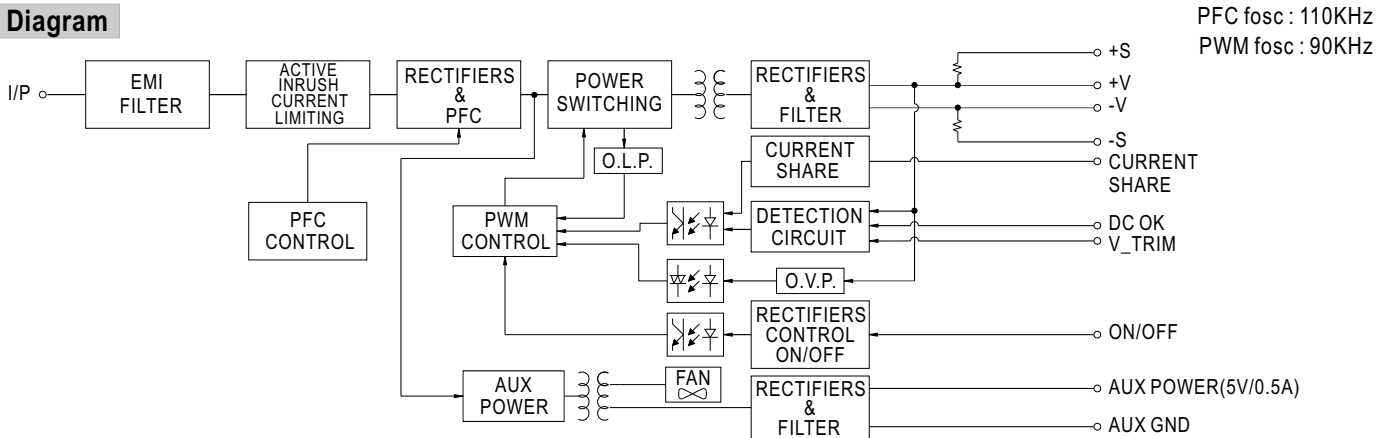 Diagram
PFC fosc : 110KHz
PWM fosc : 90KHz
I/P
EMI
FILTER
ACTIVE
INRUSH
CURRENT
LIMITING
RECTIFIERS
&
PFC
POWER
SWITCHING
RECTIFIERS
&
FILTER
+S
+V
-V
-S
CURRENT
SHARE
O.L.P.
CURRENT
SHARE
PFC
CONTROL
PWM
CONTROL
DETECTION
CIRCUIT
DC OK
V_TRIM
O.V.P.
RECTIFIERS
CONTROL
ON/OFF
ON/OFF
AUX
POWER
FAN
RECTIFIERS
&
FILTER
AUX POWER(5V/0.5A)
AUX GND